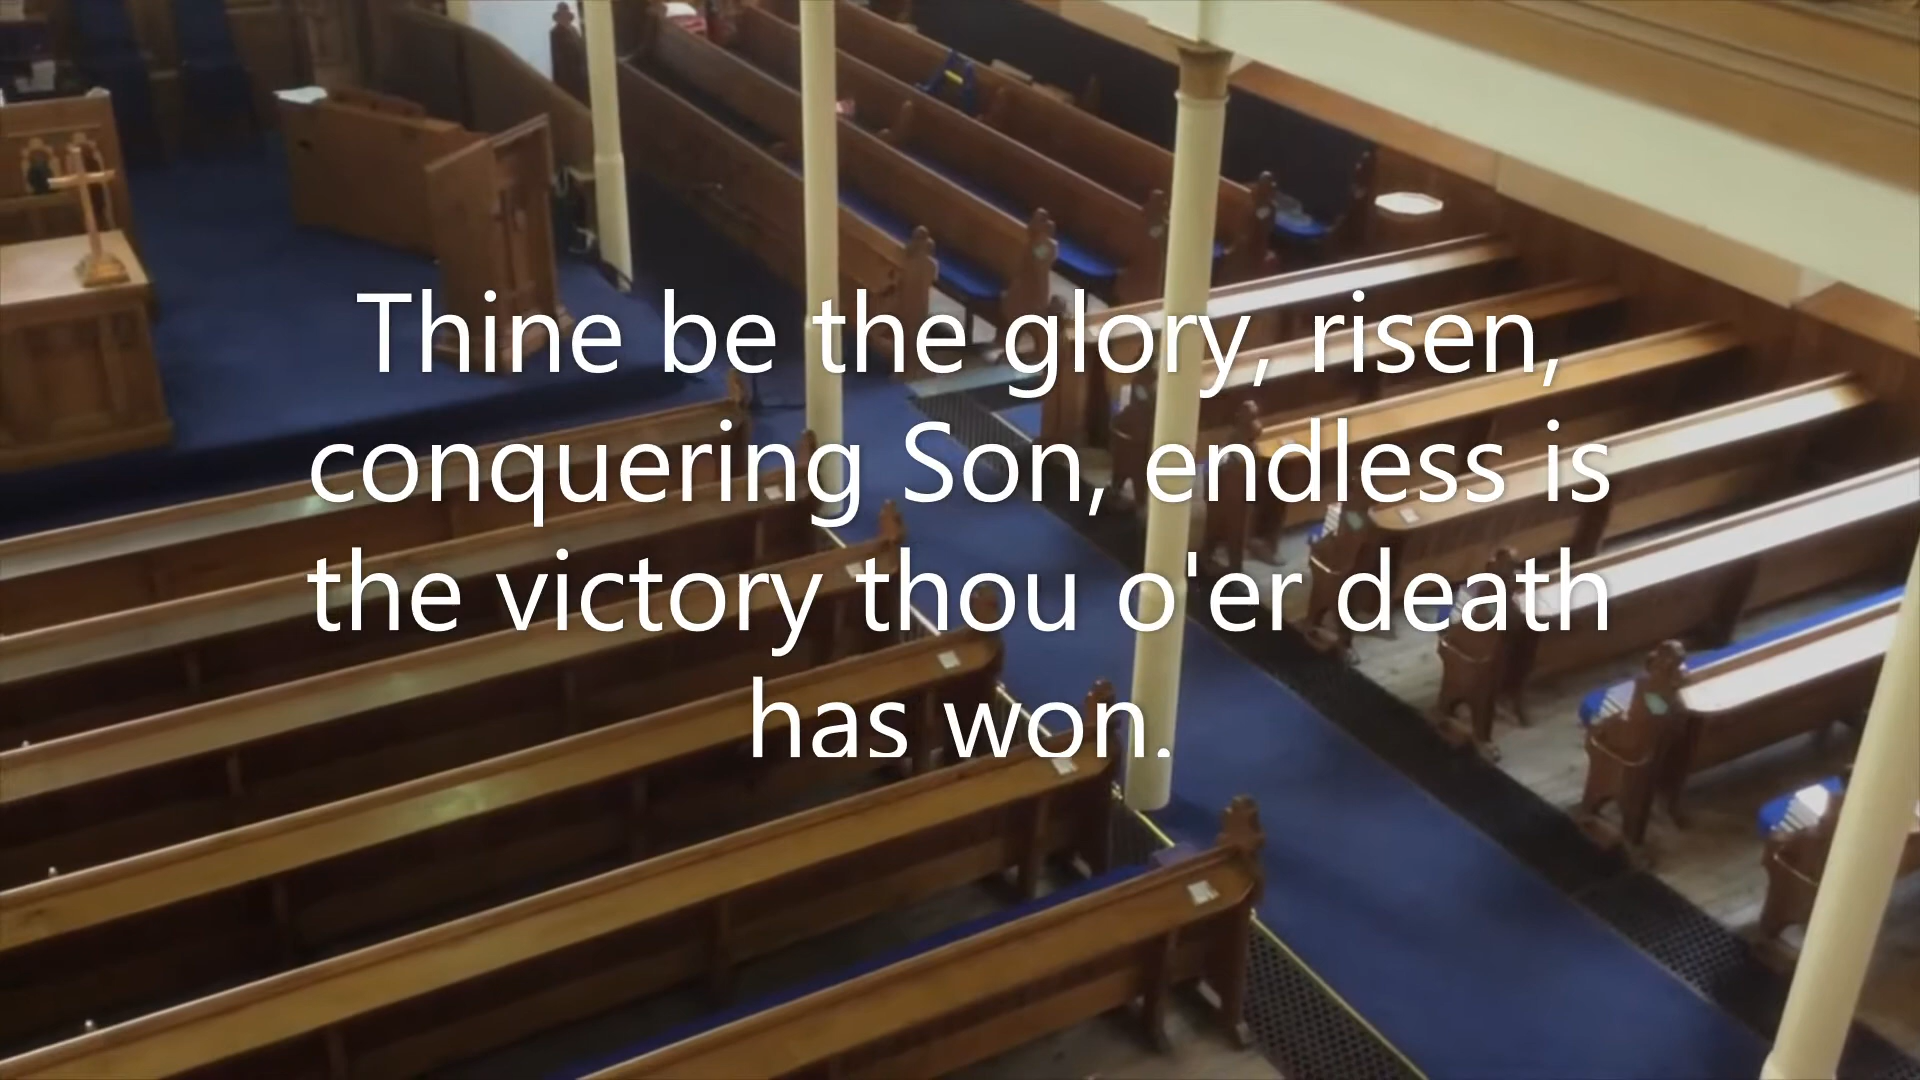 Thine be the glory, risen,
conquering Son, endless is
the victory thou o'er death
has won.